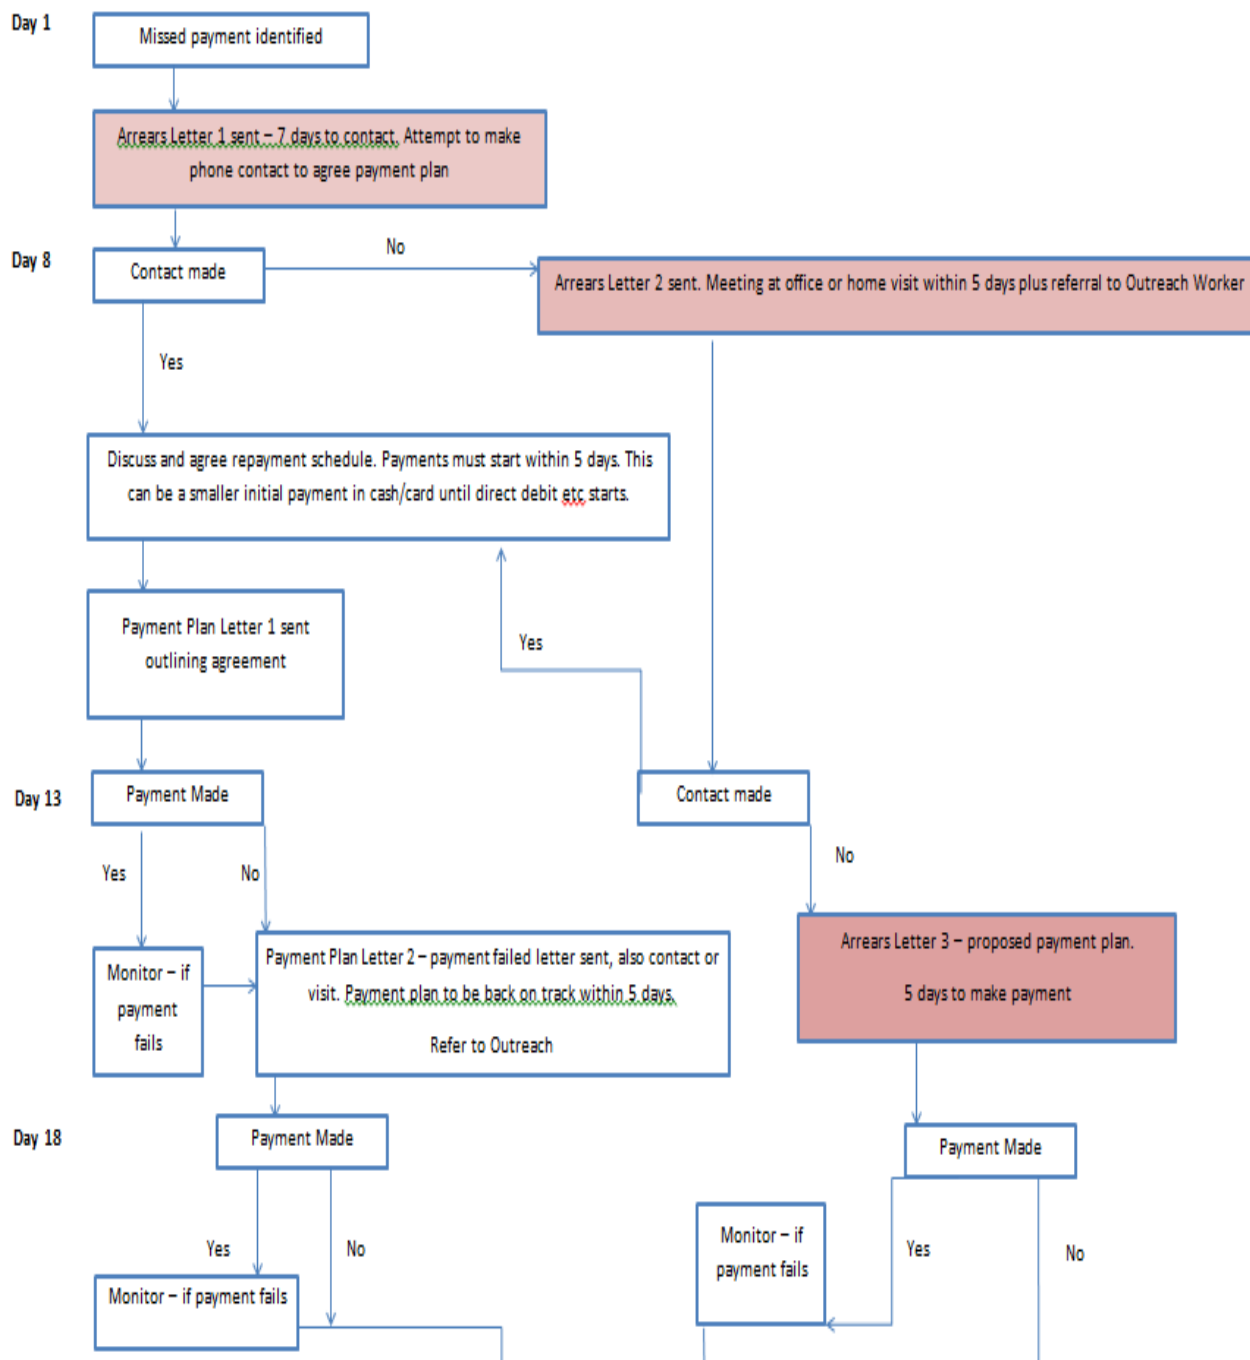 Day 1
Missed payment identified
Arrears Letter 1 sent – 7 days to contact. Attempt to make
phone contact to agree payment plan
Day 8
Contact made
No
Arrears Letter 2 sent. Meeting at office or home visit within 5 days plus referral to Outreach Worker
Yes
Discuss and agree repayment schedule. Payments must start within 5 days. This
can be a smaller initial payment in cash/card until direct debit etc starts.
Payment Plan Letter 1 sent
outlining agreement
Yes
Day 13
Payment Made
Contact made
Yes
No
No
Monitor – if
payment
fails
Payment Plan Letter 2 – payment failed letter sent, also contact or
visit. Payment plan to be back on track within 5 days.
Refer to Outreach
Arrears Letter 3 – proposed payment plan.
5 days to make payment
Day 18
Payment Made
Payment Made
Yes
No
Monitor – if payment fails
Monitor – if
payment fails
Yes
No